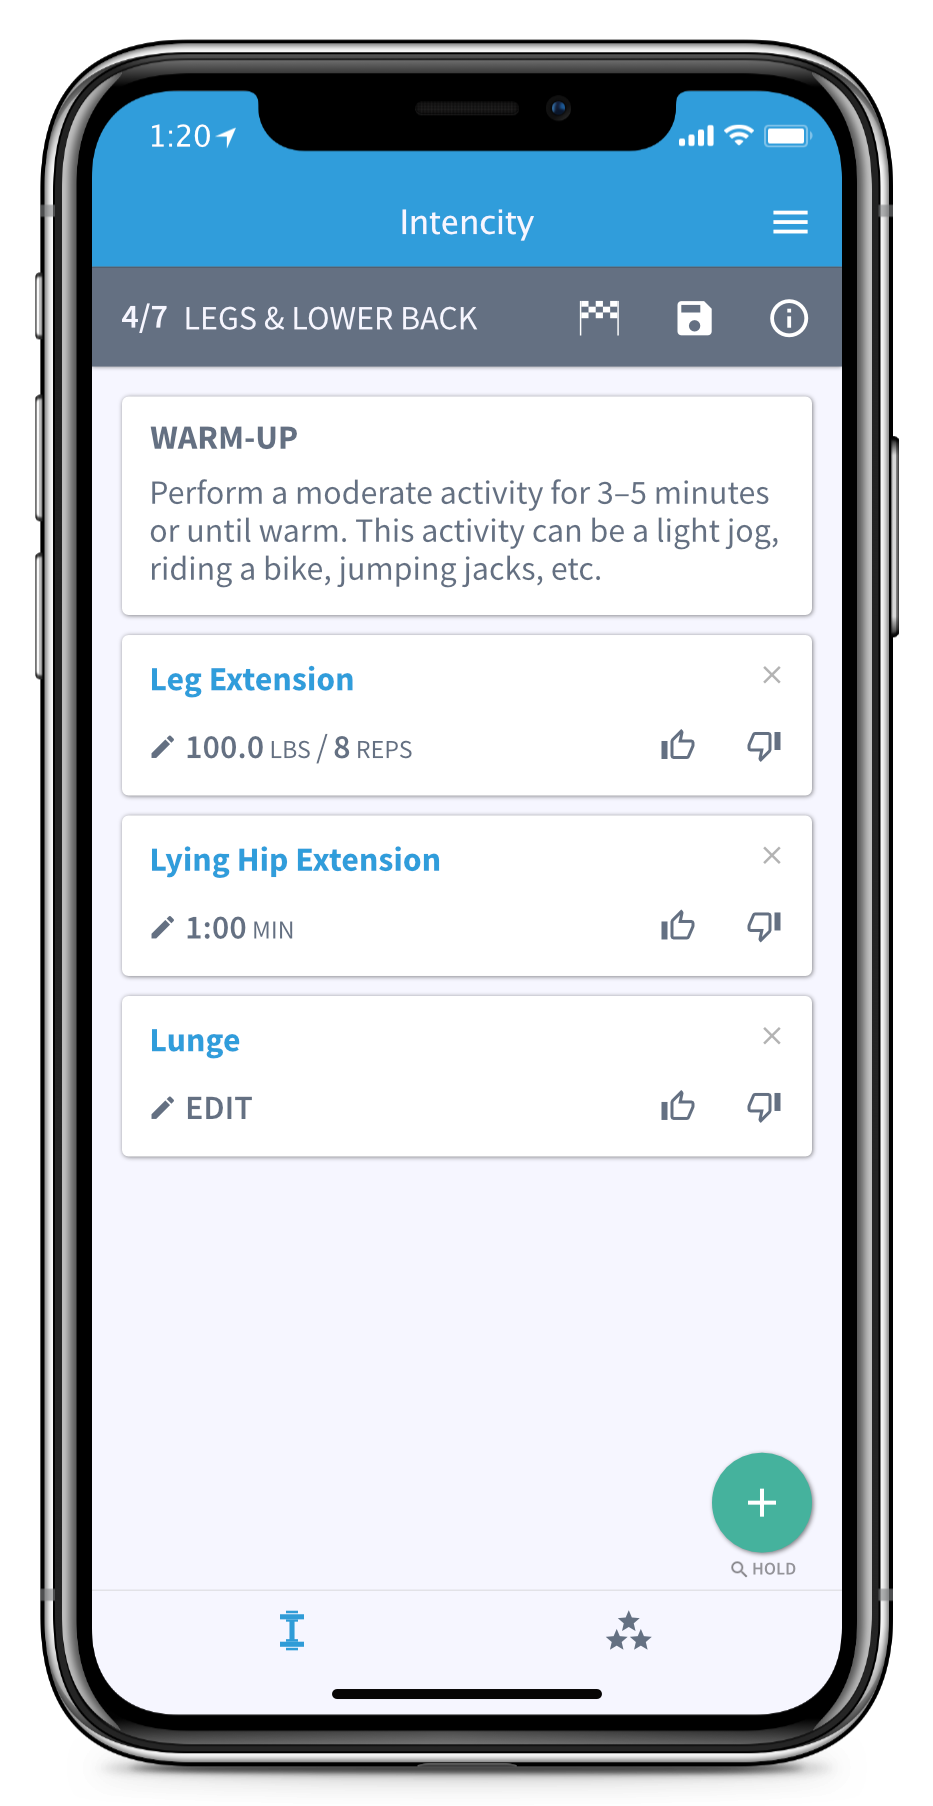 1:20
Intencity
4/7 LEGS & LOWER BACK
WARM-UP
Perform a moderate activity for 3–5 minutes
or until warm. This activity can be a light jog,
riding a bike, jumping jacks, etc.
Leg Extension
100.0 LBS / 8 REPS
Lying Hip Extension
1:00 MIN
Lunge
EDIT
HOLD